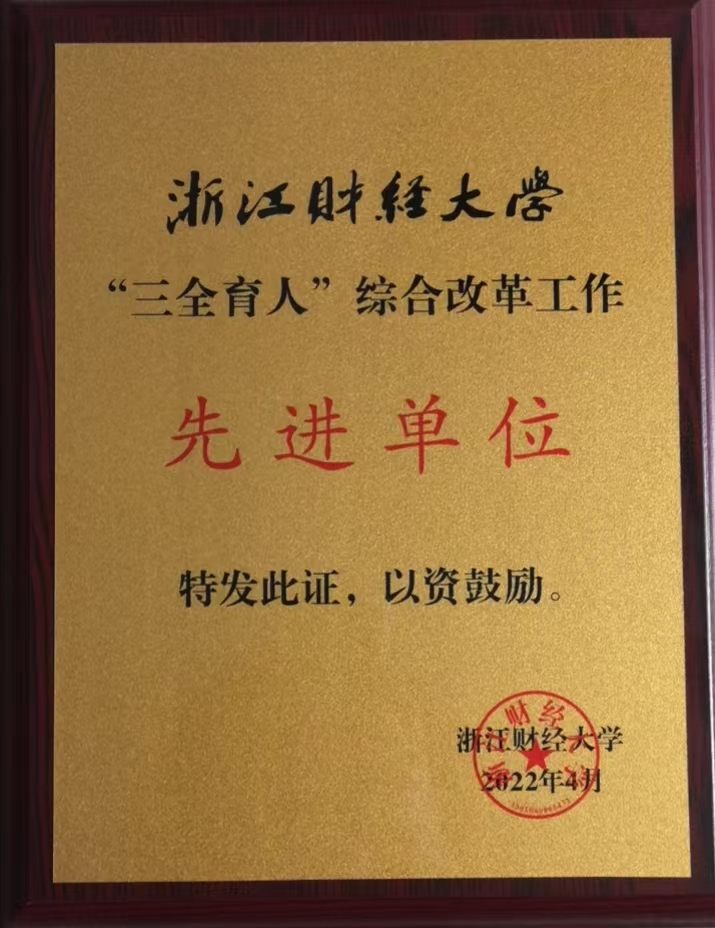 浙江财经大学
“三全育人”综合改革工作
先进单位
特发此证，以资鼓励。
浙江财经大学
2022年4月